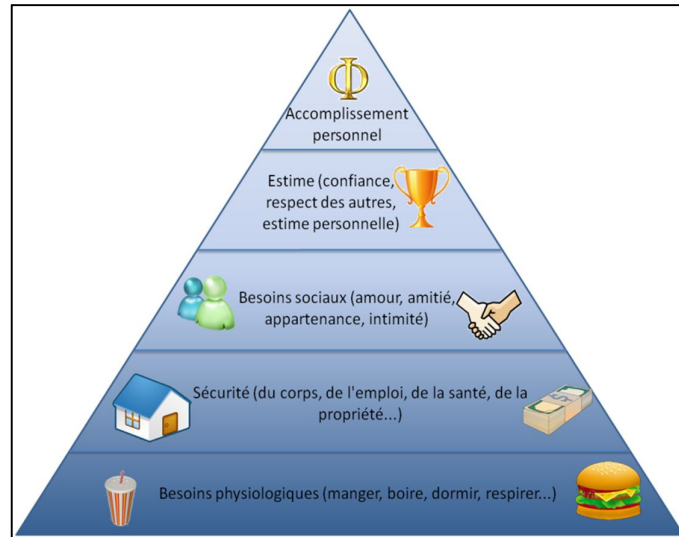 Φ
Accomplissement
personnel
Estime (confiance,
respect des autres,
estime personnelle)
Besoins sociaux (amour, amitié,
appartenance, intimité)
Sécurité (du corps, de l'emploi, de la santé, de la
propriété...)
Besoins physiologiques (manger, boire, dormir, respirer...)